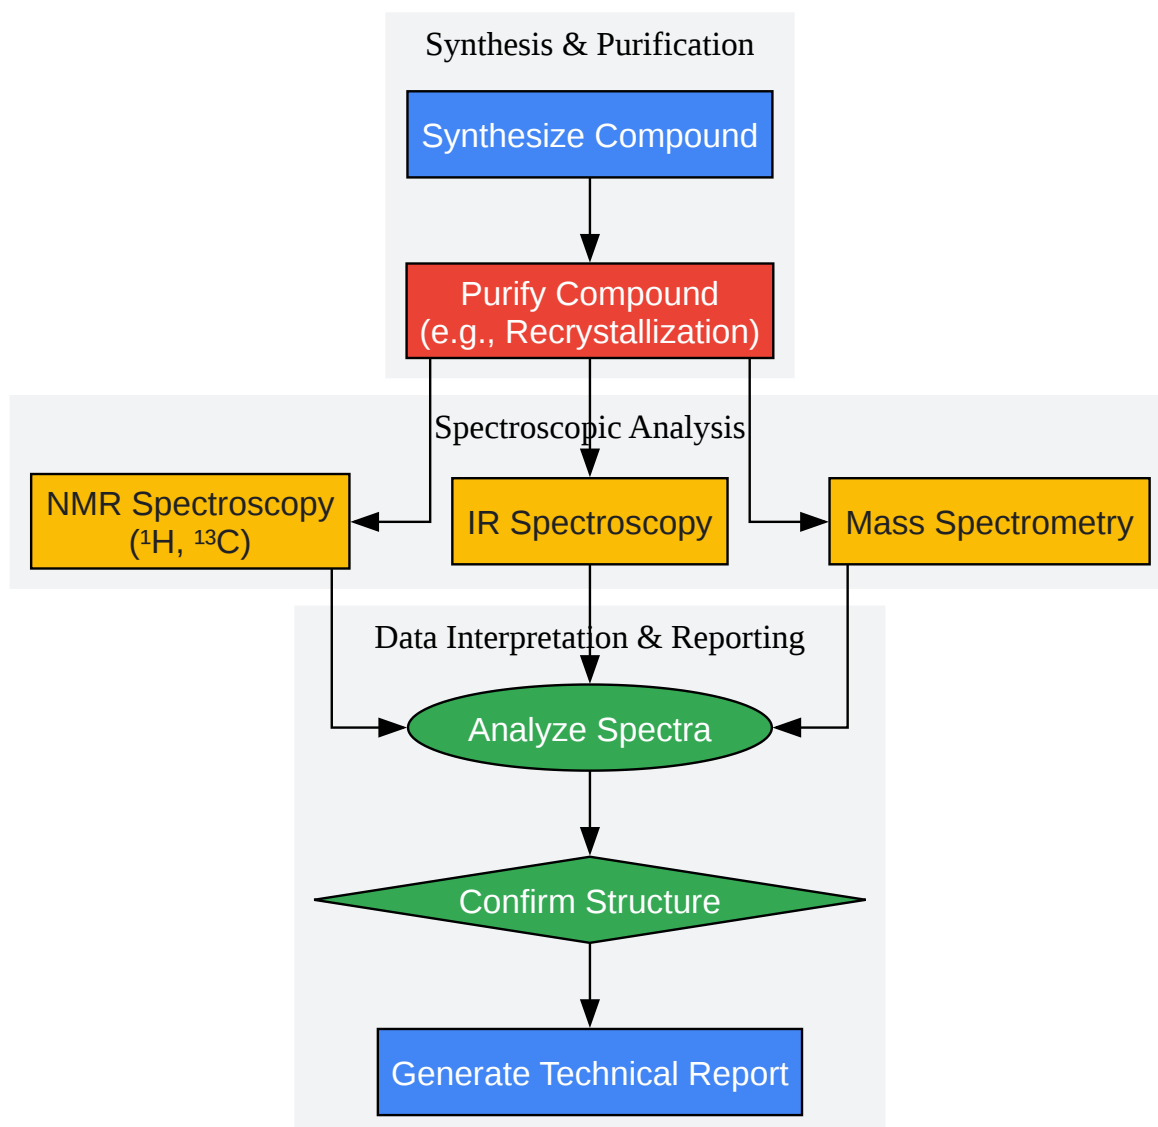 Synthesis & Purification
Synthesize Compound
Purify Compound
(e.g., Recrystallization)
Spectroscopic Analysis
NMR Spectroscopy
(¹H, ¹³C)
IR Spectroscopy
Mass Spectrometry
Data Interpretation & Reporting
Analyze Spectra
Confirm Structure
Generate Technical Report